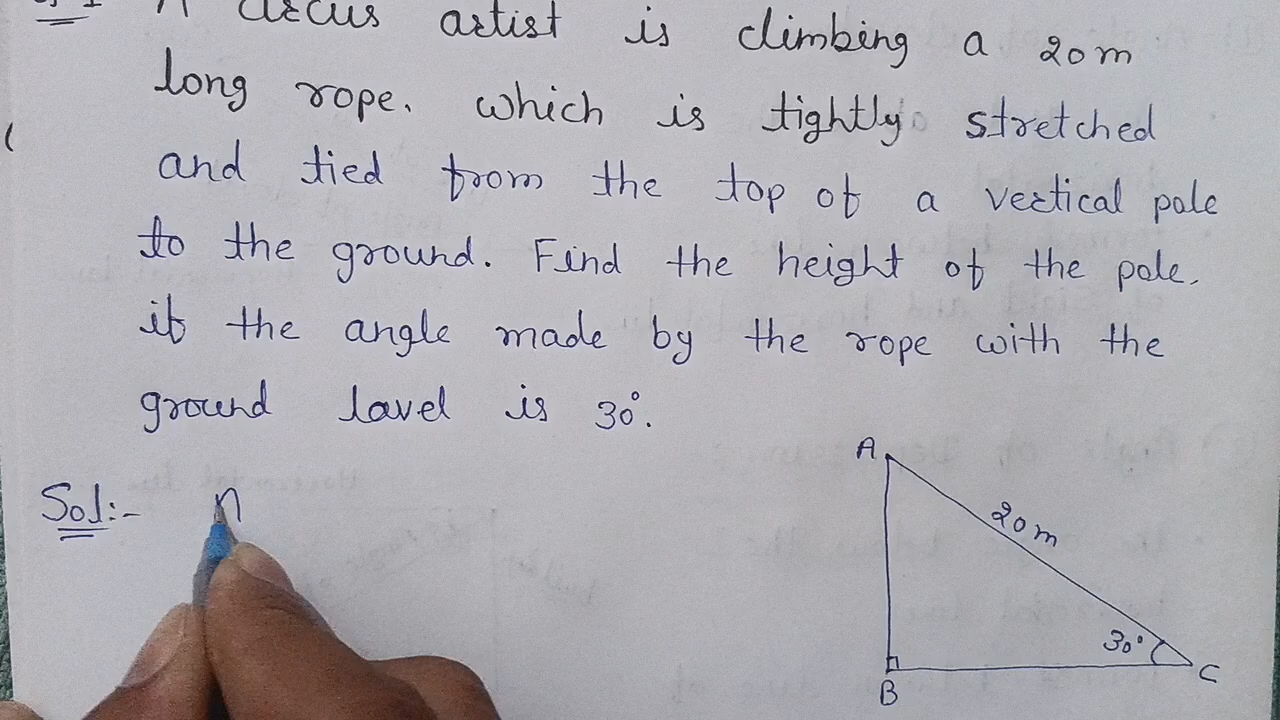 A circus artist is climbing a 20m
long rope. which is tightly stretched
and tied from the top of a vertical pole
to the ground. Find the height of the pole.
if the angle made by the rope with the
ground lavel is 30°.
Sol:-
A
20m
30°
B
C